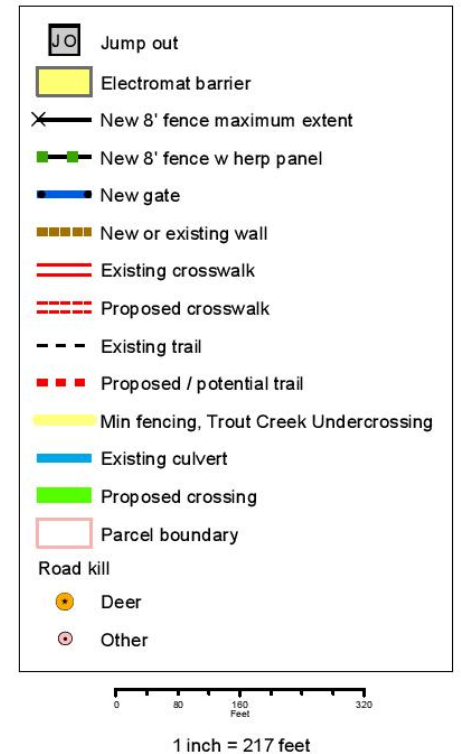 JO Jump out
Electromat barrier
New 8' fence maximum extent
New 8' fence w herp panel
New gate
New or existing wall
Existing crosswalk
Proposed crosswalk
Existing trail
Proposed / potential trail
Min fencing, Trout Creek Undercrossing
Existing culvert
Proposed crossing
Parcel boundary
Road kill
Deer
Other
0 80 160 320
Feet
1 inch = 217 feet